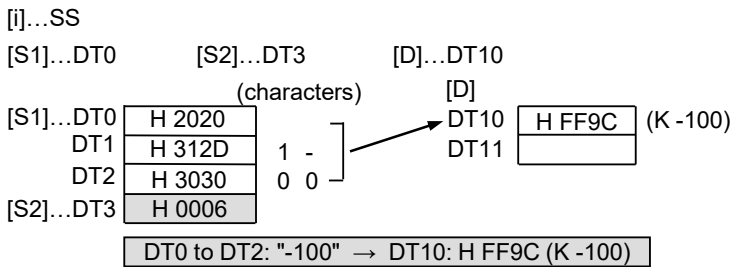 [i]…SS
[S1]…DT0 [S2]…DT3 [D]…DT10
(characters) [D]
[S1]…DT0 H 2020 DT10 H FF9C (K -100)
DT1 H 312D 1 - DT11
DT2 H 3030 0 0
[S2]…DT3 H 0006
DT0 to DT2: "-100" → DT10: H FF9C (K -100)